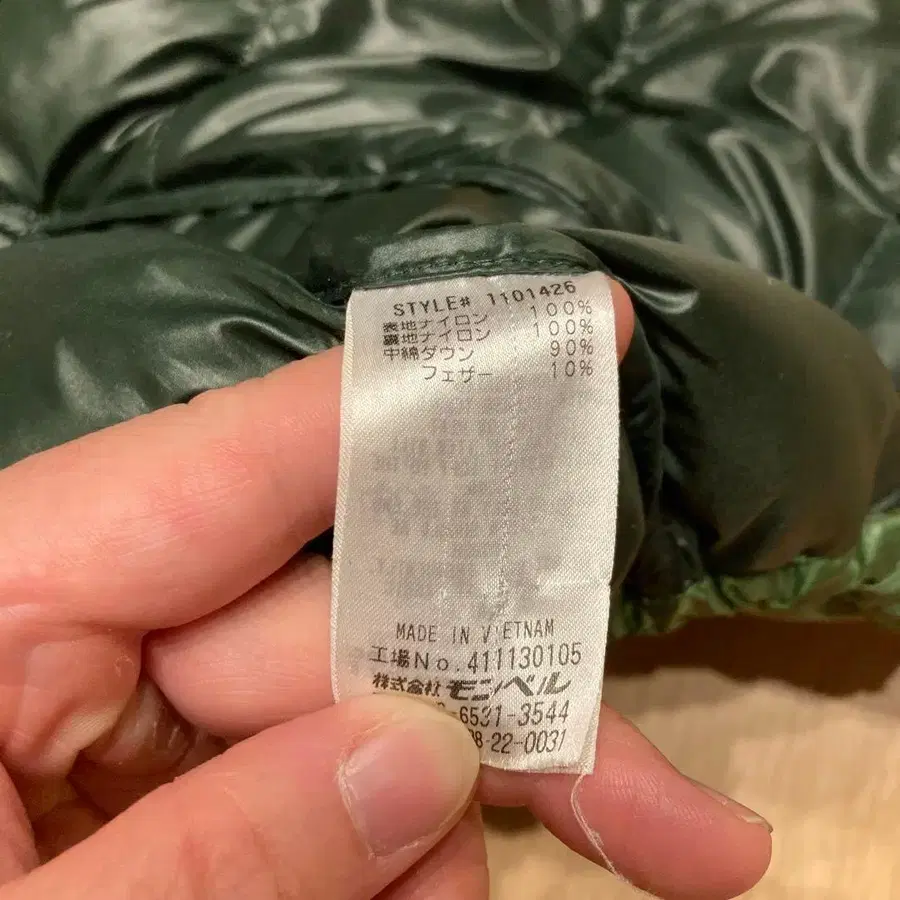 STYLE# 1101426
表地ナイロン 100%
裏地ナイロン 100%
中綿ダウン 90%
フェザー 10%
MADE IN VIETNAM
工場No.411130105
株式会社モンベル
-6531-3544
-22-0031